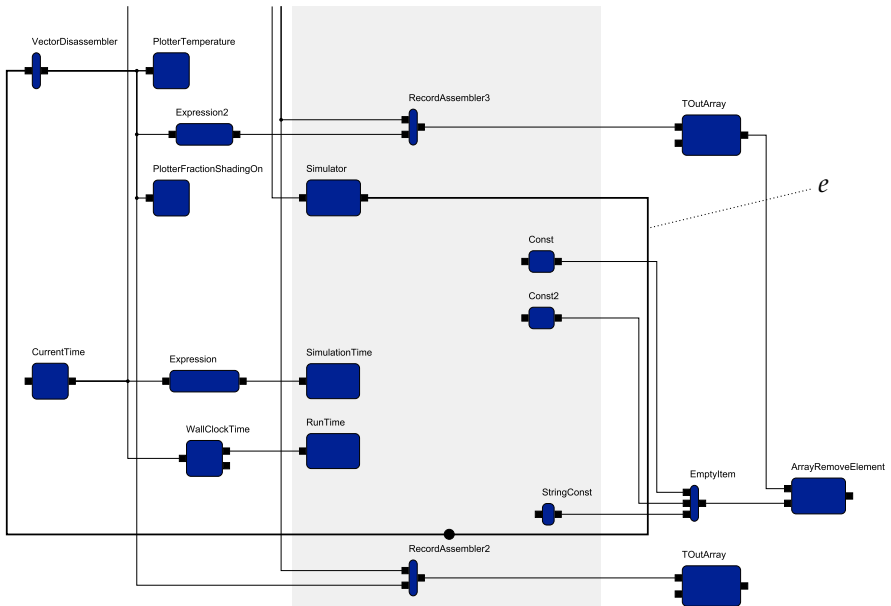 VectorDisassembler
PlotterTemperature
RecordAssembler3
TOutArray
Expression2
PlotterFractionShadingOn
Simulator
e
Const
Const2
CurrentTime
Expression
SimulationTime
WallClockTime
RunTime
EmptyItem
ArrayRemoveElement
StringConst
RecordAssembler2
TOutArray